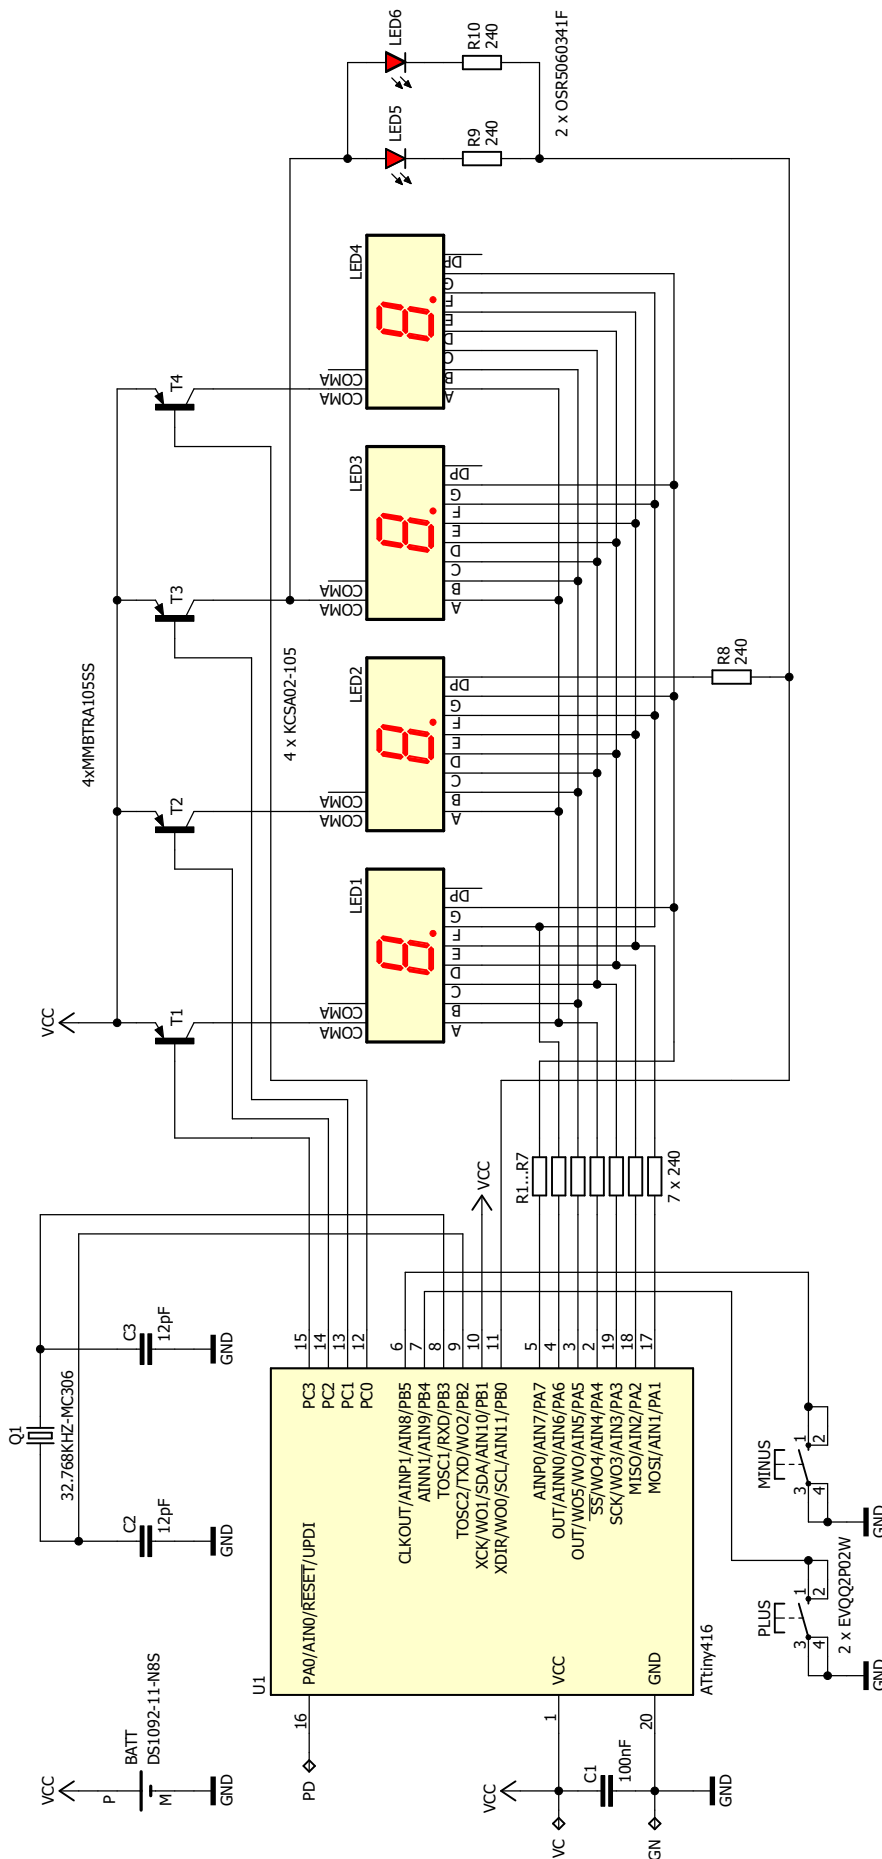 VCC
P
BATT
DS1092-11-N8S
M
GND
Q1
32.768KHZ-MC306
C2
12pF
GND
C3
12pF
GND
VCC
T1
T2
T3
T4
4xMMBTRA105SS
4 x KCSA02-105
LED1
COMA
COMA
A
B
C
D
E
F
G
DP
LED2
COMA
COMA
A
B
C
D
E
F
G
DP
LED3
COMA
COMA
A
B
C
D
E
F
G
DP
LED4
COMA
COMA
A
B
C
D
E
F
G
DP
LED5
LED6
R9
240
R10
240
2 x OSR5060341F
R8
240
U1
PD
16
PA0/AIN0/RESET/UPDI
PC3
15
PC2
14
PC1
13
PC0
12
CLKOUT/AINP1/AIN8/PB5
6
AINN1/AIN9/PB4
7
TOSC1/RXD/PB3
8
TOSC2/TXD/WO2/PB2
9
XCK/WO1/SDA/AIN10/PB1
10
XDIR/WO0/SCL/AIN11/PB0
11
VCC
AINP0/AIN7/PA7
5
OUT/AINN0/AIN6/PA6
4
OUT/WO5/WO/AIN5/PA5
3
SS/WO4/AIN4/PA4
2
SCK/WO3/AIN3/PA3
19
MISO/AIN2/PA2
18
MOSI/AIN1/PA1
17
R1...R7
7 x 240
VCC
1
GND
20
ATtiny416
VCC
VC
C1
100nF
GN
GND
PLUS
1
2
3
4
GND
2 x EVQQ2P02W
MINUS
1
2
3
4
GND